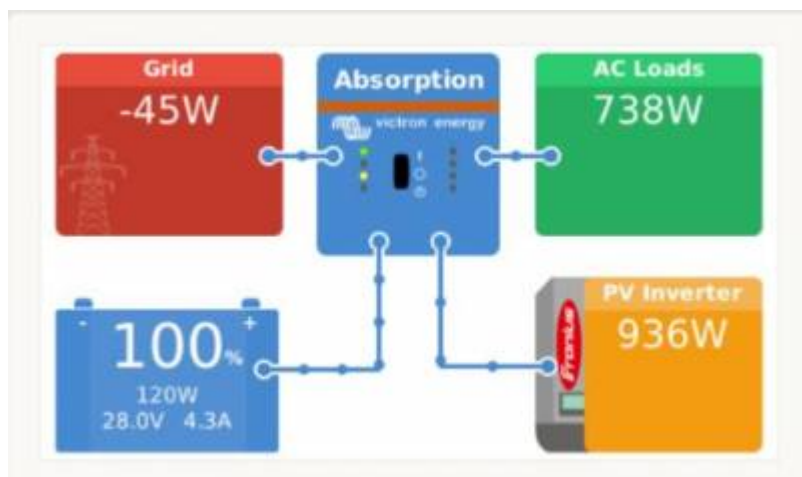 Grid
-45W
Absorption
victron energy
AC Loads
738W
- +
100%
120W
28.0V 4.3A
Fronius
PV Inverter
936W